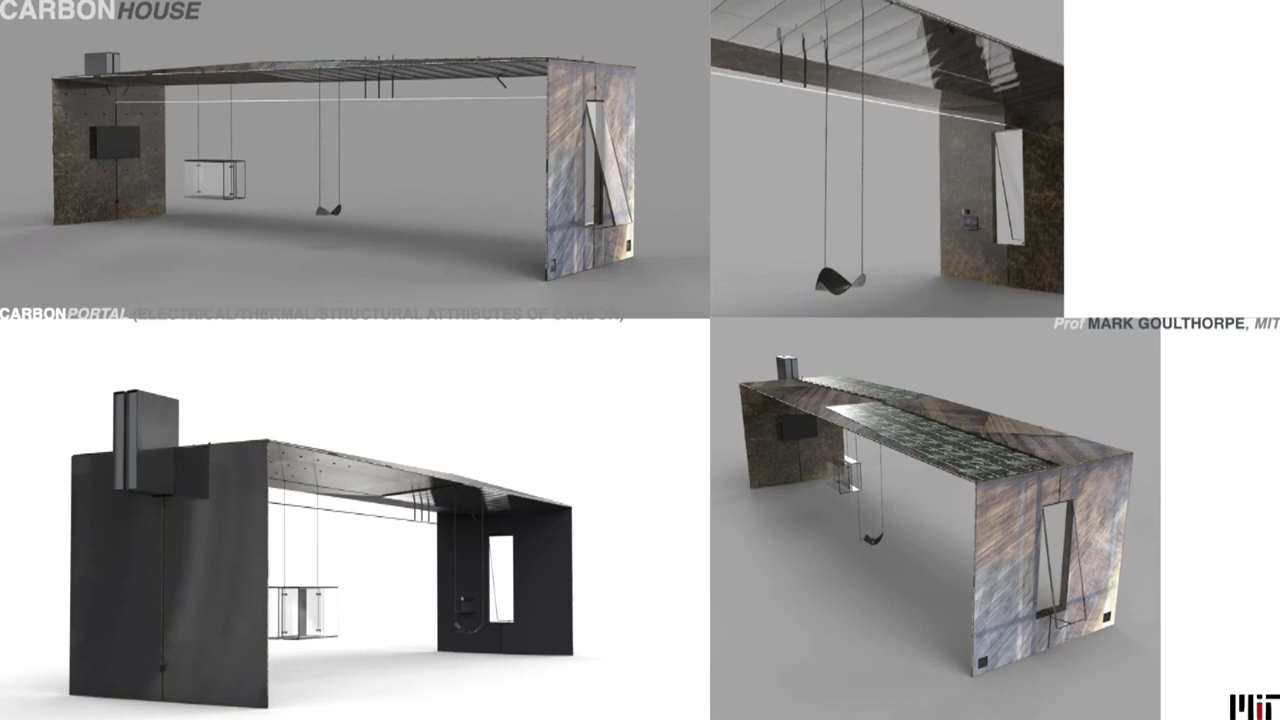 CARBONHOUSE
CARBONPORTAL (ELECTRICAL/THERMAL/STRUCTURAL ATTRIBUTES OF CARBON)
Prof MARK GOULTHORPE, MIT
MIT